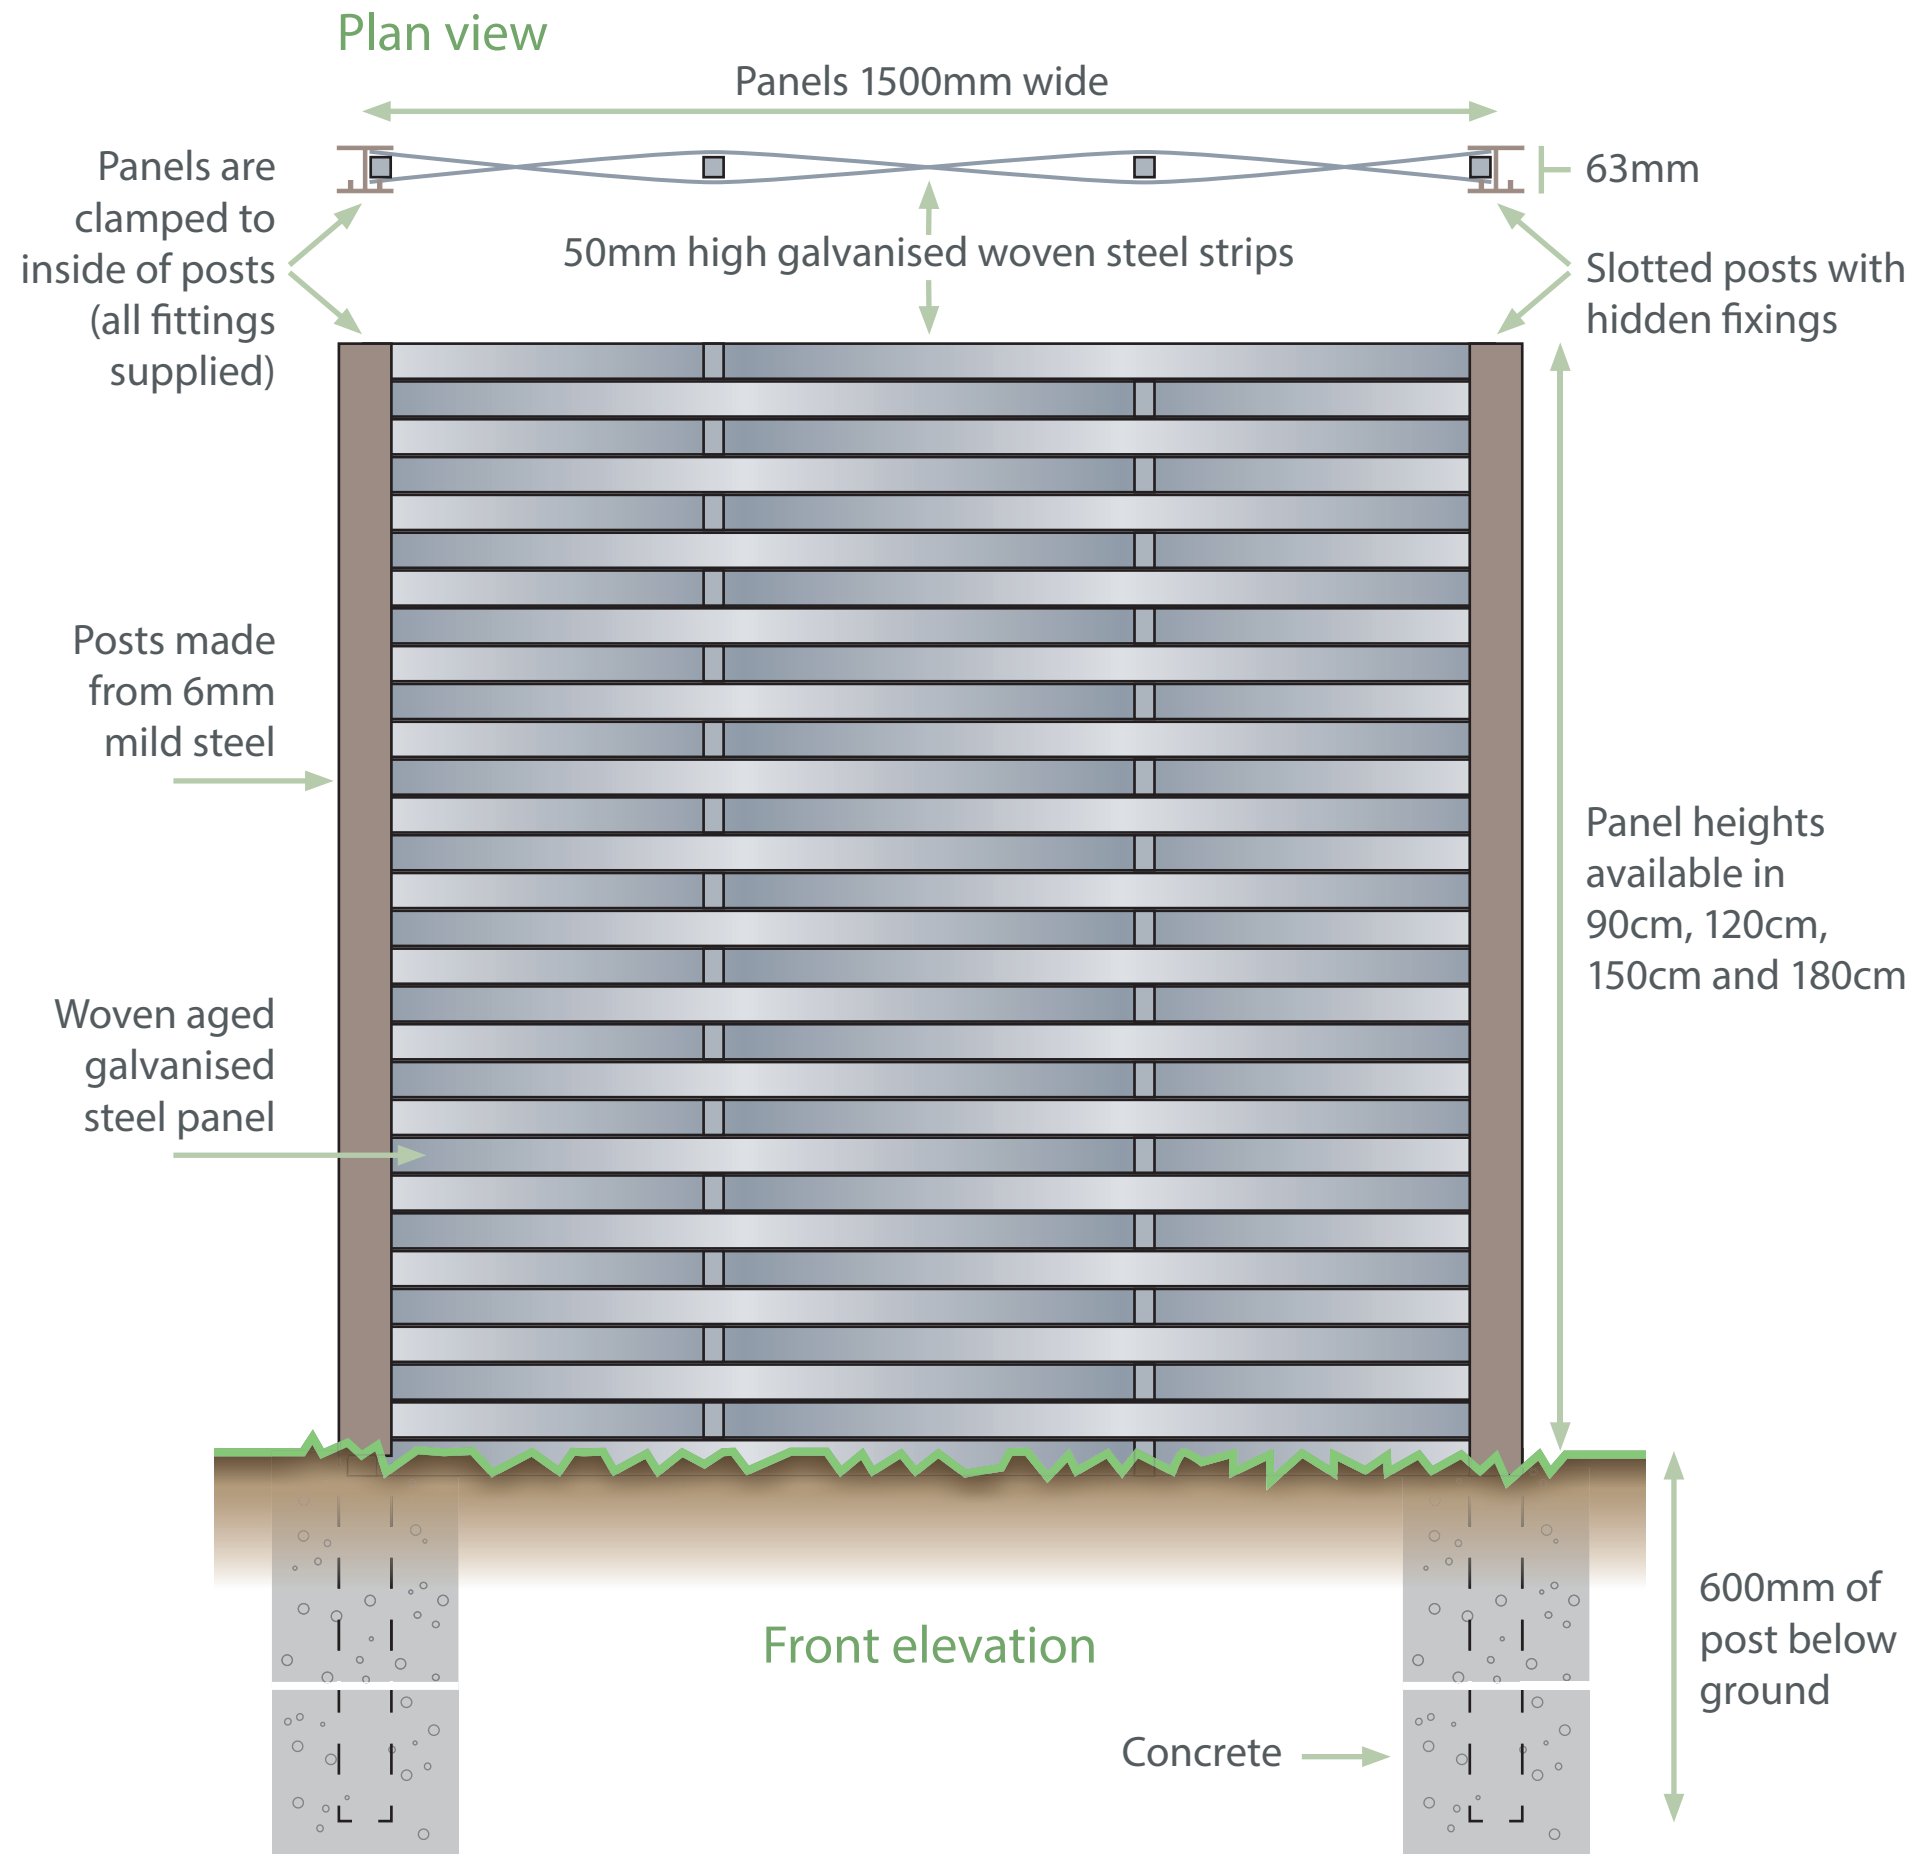 Plan view
Panels 1500mm wide
Panels are
clamped to
inside of posts
(all fittings
supplied)
63mm
50mm high galvanised woven steel strips
Slotted posts with
hidden fixings
Posts made
from 6mm
mild steel
Panel heights
available in
90cm, 120cm,
150cm and 180cm
Woven aged
galvanised
steel panel
Front elevation
600mm of
post below
ground
Concrete